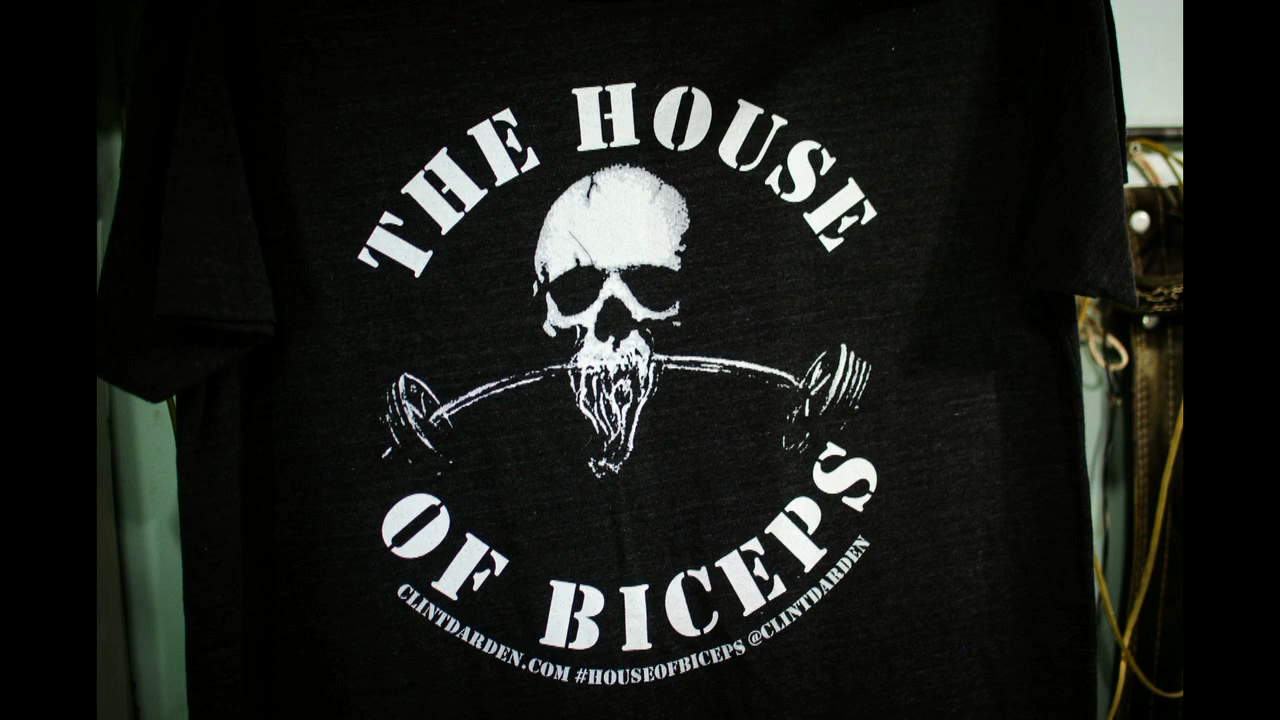 THE HOUSE
OF BICEPS
CLINTDARDEN.COM #HOUSEOFBICEPS @CLINTDARDEN